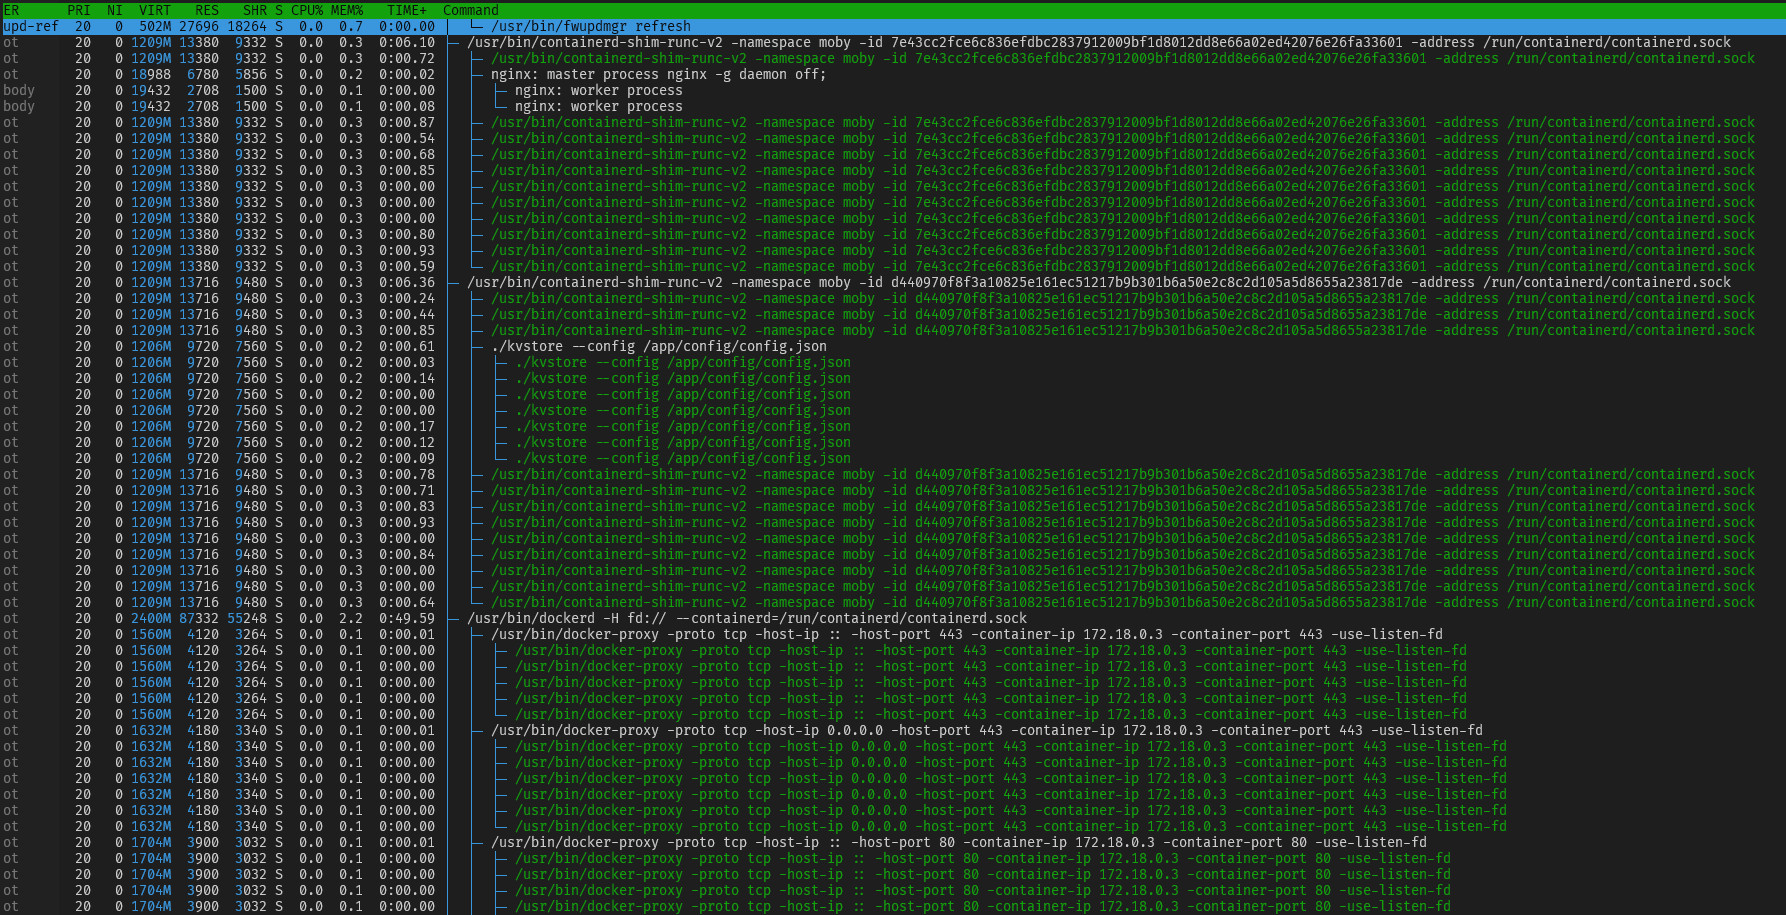 ER PRI NI VIRT RES SHR S CPU% MEM% TIME+ Command
upd-ref 20 0 502M 27696 18264 S 0.0 0.7 0:00.00 /usr/bin/fwupdmgr refresh
ot 20 0 1209M 13380 9332 S 0.0 0.3 0:06.10 /usr/bin/containerd-shim-runc-v2 -namespace moby -id 7e43cc2fce6c836efdbc2837912009bf1d8012dd8e66a02ed42076e26fa33601 -address /run/containerd/containerd.sock
ot 20 0 1209M 13380 9332 S 0.0 0.3 0:00.72 /usr/bin/containerd-shim-runc-v2 -namespace moby -id 7e43cc2fce6c836efdbc2837912009bf1d8012dd8e66a02ed42076e26fa33601 -address /run/containerd/containerd.sock
ot 20 0 18988 6780 5856 S 0.0 0.2 0:00.02 nginx: master process nginx -g daemon off;
body 20 0 19432 2708 1500 S 0.0 0.1 0:00.00 nginx: worker process
body 20 0 19432 2708 1500 S 0.0 0.1 0:00.08 nginx: worker process
ot 20 0 1209M 13380 9332 S 0.0 0.3 0:00.87 /usr/bin/containerd-shim-runc-v2 -namespace moby -id 7e43cc2fce6c836efdbc2837912009bf1d8012dd8e66a02ed42076e26fa33601 -address /run/containerd/containerd.sock
ot 20 0 1209M 13380 9332 S 0.0 0.3 0:00.54 /usr/bin/containerd-shim-runc-v2 -namespace moby -id 7e43cc2fce6c836efdbc2837912009bf1d8012dd8e66a02ed42076e26fa33601 -address /run/containerd/containerd.sock
ot 20 0 1209M 13380 9332 S 0.0 0.3 0:00.68 /usr/bin/containerd-shim-runc-v2 -namespace moby -id 7e43cc2fce6c836efdbc2837912009bf1d8012dd8e66a02ed42076e26fa33601 -address /run/containerd/containerd.sock
ot 20 0 1209M 13380 9332 S 0.0 0.3 0:00.85 /usr/bin/containerd-shim-runc-v2 -namespace moby -id 7e43cc2fce6c836efdbc2837912009bf1d8012dd8e66a02ed42076e26fa33601 -address /run/containerd/containerd.sock
ot 20 0 1209M 13380 9332 S 0.0 0.3 0:00.00 /usr/bin/containerd-shim-runc-v2 -namespace moby -id 7e43cc2fce6c836efdbc2837912009bf1d8012dd8e66a02ed42076e26fa33601 -address /run/containerd/containerd.sock
ot 20 0 1209M 13380 9332 S 0.0 0.3 0:00.00 /usr/bin/containerd-shim-runc-v2 -namespace moby -id 7e43cc2fce6c836efdbc2837912009bf1d8012dd8e66a02ed42076e26fa33601 -address /run/containerd/containerd.sock
ot 20 0 1209M 13380 9332 S 0.0 0.3 0:00.00 /usr/bin/containerd-shim-runc-v2 -namespace moby -id 7e43cc2fce6c836efdbc2837912009bf1d8012dd8e66a02ed42076e26fa33601 -address /run/containerd/containerd.sock
ot 20 0 1209M 13380 9332 S 0.0 0.3 0:00.80 /usr/bin/containerd-shim-runc-v2 -namespace moby -id 7e43cc2fce6c836efdbc2837912009bf1d8012dd8e66a02ed42076e26fa33601 -address /run/containerd/containerd.sock
ot 20 0 1209M 13380 9332 S 0.0 0.3 0:00.93 /usr/bin/containerd-shim-runc-v2 -namespace moby -id 7e43cc2fce6c836efdbc2837912009bf1d8012dd8e66a02ed42076e26fa33601 -address /run/containerd/containerd.sock
ot 20 0 1209M 13380 9332 S 0.0 0.3 0:00.59 /usr/bin/containerd-shim-runc-v2 -namespace moby -id 7e43cc2fce6c836efdbc2837912009bf1d8012dd8e66a02ed42076e26fa33601 -address /run/containerd/containerd.sock
ot 20 0 1209M 13716 9480 S 0.0 0.3 0:06.36 /usr/bin/containerd-shim-runc-v2 -namespace moby -id d440970f8f3a10825e161ec51217b9b301b6a50e2c8c2d105a5d8655a23817de -address /run/containerd/containerd.sock
ot 20 0 1209M 13716 9480 S 0.0 0.3 0:00.24 /usr/bin/containerd-shim-runc-v2 -namespace moby -id d440970f8f3a10825e161ec51217b9b301b6a50e2c8c2d105a5d8655a23817de -address /run/containerd/containerd.sock
ot 20 0 1209M 13716 9480 S 0.0 0.3 0:00.44 /usr/bin/containerd-shim-runc-v2 -namespace moby -id d440970f8f3a10825e161ec51217b9b301b6a50e2c8c2d105a5d8655a23817de -address /run/containerd/containerd.sock
ot 20 0 1209M 13716 9480 S 0.0 0.3 0:00.85 /usr/bin/containerd-shim-runc-v2 -namespace moby -id d440970f8f3a10825e161ec51217b9b301b6a50e2c8c2d105a5d8655a23817de -address /run/containerd/containerd.sock
ot 20 0 1206M 9720 7560 S 0.0 0.2 0:00.61 ./kvstore --config /app/config/config.json
ot 20 0 1206M 9720 7560 S 0.0 0.2 0:00.03 ./kvstore --config /app/config/config.json
ot 20 0 1206M 9720 7560 S 0.0 0.2 0:00.14 ./kvstore --config /app/config/config.json
ot 20 0 1206M 9720 7560 S 0.0 0.2 0:00.00 ./kvstore --config /app/config/config.json
ot 20 0 1206M 9720 7560 S 0.0 0.2 0:00.00 ./kvstore --config /app/config/config.json
ot 20 0 1206M 9720 7560 S 0.0 0.2 0:00.17 ./kvstore --config /app/config/config.json
ot 20 0 1206M 9720 7560 S 0.0 0.2 0:00.12 ./kvstore --config /app/config/config.json
ot 20 0 1206M 9720 7560 S 0.0 0.2 0:00.09 ./kvstore --config /app/config/config.json
ot 20 0 1209M 13716 9480 S 0.0 0.3 0:00.78 /usr/bin/containerd-shim-runc-v2 -namespace moby -id d440970f8f3a10825e161ec51217b9b301b6a50e2c8c2d105a5d8655a23817de -address /run/containerd/containerd.sock
ot 20 0 1209M 13716 9480 S 0.0 0.3 0:00.71 /usr/bin/containerd-shim-runc-v2 -namespace moby -id d440970f8f3a10825e161ec51217b9b301b6a50e2c8c2d105a5d8655a23817de -address /run/containerd/containerd.sock
ot 20 0 1209M 13716 9480 S 0.0 0.3 0:00.83 /usr/bin/containerd-shim-runc-v2 -namespace moby -id d440970f8f3a10825e161ec51217b9b301b6a50e2c8c2d105a5d8655a23817de -address /run/containerd/containerd.sock
ot 20 0 1209M 13716 9480 S 0.0 0.3 0:00.93 /usr/bin/containerd-shim-runc-v2 -namespace moby -id d440970f8f3a10825e161ec51217b9b301b6a50e2c8c2d105a5d8655a23817de -address /run/containerd/containerd.sock
ot 20 0 1209M 13716 9480 S 0.0 0.3 0:00.00 /usr/bin/containerd-shim-runc-v2 -namespace moby -id d440970f8f3a10825e161ec51217b9b301b6a50e2c8c2d105a5d8655a23817de -address /run/containerd/containerd.sock
ot 20 0 1209M 13716 9480 S 0.0 0.3 0:00.84 /usr/bin/containerd-shim-runc-v2 -namespace moby -id d440970f8f3a10825e161ec51217b9b301b6a50e2c8c2d105a5d8655a23817de -address /run/containerd/containerd.sock
ot 20 0 1209M 13716 9480 S 0.0 0.3 0:00.00 /usr/bin/containerd-shim-runc-v2 -namespace moby -id d440970f8f3a10825e161ec51217b9b301b6a50e2c8c2d105a5d8655a23817de -address /run/containerd/containerd.sock
ot 20 0 1209M 13716 9480 S 0.0 0.3 0:00.00 /usr/bin/containerd-shim-runc-v2 -namespace moby -id d440970f8f3a10825e161ec51217b9b301b6a50e2c8c2d105a5d8655a23817de -address /run/containerd/containerd.sock
ot 20 0 1209M 13716 9480 S 0.0 0.3 0:00.64 /usr/bin/containerd-shim-runc-v2 -namespace moby -id d440970f8f3a10825e161ec51217b9b301b6a50e2c8c2d105a5d8655a23817de -address /run/containerd/containerd.sock
ot 20 0 2400M 87332 55248 S 0.0 2.2 0:49.59 /usr/bin/dockerd -H fd:// --containerd=/run/containerd/containerd.sock
ot 20 0 1560M 4120 3264 S 0.0 0.1 0:00.01 /usr/bin/docker-proxy -proto tcp -host-ip :: -host-port 443 -container-ip 172.18.0.3 -container-port 443 -use-listen-fd
ot 20 0 1560M 4120 3264 S 0.0 0.1 0:00.00 /usr/bin/docker-proxy -proto tcp -host-ip :: -host-port 443 -container-ip 172.18.0.3 -container-port 443 -use-listen-fd
ot 20 0 1560M 4120 3264 S 0.0 0.1 0:00.00 /usr/bin/docker-proxy -proto tcp -host-ip :: -host-port 443 -container-ip 172.18.0.3 -container-port 443 -use-listen-fd
ot 20 0 1560M 4120 3264 S 0.0 0.1 0:00.00 /usr/bin/docker-proxy -proto tcp -host-ip :: -host-port 443 -container-ip 172.18.0.3 -container-port 443 -use-listen-fd
ot 20 0 1560M 4120 3264 S 0.0 0.1 0:00.00 /usr/bin/docker-proxy -proto tcp -host-ip :: -host-port 443 -container-ip 172.18.0.3 -container-port 443 -use-listen-fd
ot 20 0 1560M 4120 3264 S 0.0 0.1 0:00.00 /usr/bin/docker-proxy -proto tcp -host-ip :: -host-port 443 -container-ip 172.18.0.3 -container-port 443 -use-listen-fd
ot 20 0 1632M 4180 3340 S 0.0 0.1 0:00.01 /usr/bin/docker-proxy -proto tcp -host-ip 0.0.0.0 -host-port 443 -container-ip 172.18.0.3 -container-port 443 -use-listen-fd
ot 20 0 1632M 4180 3340 S 0.0 0.1 0:00.00 /usr/bin/docker-proxy -proto tcp -host-ip 0.0.0.0 -host-port 443 -container-ip 172.18.0.3 -container-port 443 -use-listen-fd
ot 20 0 1632M 4180 3340 S 0.0 0.1 0:00.00 /usr/bin/docker-proxy -proto tcp -host-ip 0.0.0.0 -host-port 443 -container-ip 172.18.0.3 -container-port 443 -use-listen-fd
ot 20 0 1632M 4180 3340 S 0.0 0.1 0:00.00 /usr/bin/docker-proxy -proto tcp -host-ip 0.0.0.0 -host-port 443 -container-ip 172.18.0.3 -container-port 443 -use-listen-fd
ot 20 0 1632M 4180 3340 S 0.0 0.1 0:00.00 /usr/bin/docker-proxy -proto tcp -host-ip 0.0.0.0 -host-port 443 -container-ip 172.18.0.3 -container-port 443 -use-listen-fd
ot 20 0 1632M 4180 3340 S 0.0 0.1 0:00.00 /usr/bin/docker-proxy -proto tcp -host-ip 0.0.0.0 -host-port 443 -container-ip 172.18.0.3 -container-port 443 -use-listen-fd
ot 20 0 1632M 4180 3340 S 0.0 0.1 0:00.00 /usr/bin/docker-proxy -proto tcp -host-ip 0.0.0.0 -host-port 443 -container-ip 172.18.0.3 -container-port 443 -use-listen-fd
ot 20 0 1704M 3900 3032 S 0.0 0.1 0:00.01 /usr/bin/docker-proxy -proto tcp -host-ip :: -host-port 80 -container-ip 172.18.0.3 -container-port 80 -use-listen-fd
ot 20 0 1704M 3900 3032 S 0.0 0.1 0:00.00 /usr/bin/docker-proxy -proto tcp -host-ip :: -host-port 80 -container-ip 172.18.0.3 -container-port 80 -use-listen-fd
ot 20 0 1704M 3900 3032 S 0.0 0.1 0:00.00 /usr/bin/docker-proxy -proto tcp -host-ip :: -host-port 80 -container-ip 172.18.0.3 -container-port 80 -use-listen-fd
ot 20 0 1704M 3900 3032 S 0.0 0.1 0:00.00 /usr/bin/docker-proxy -proto tcp -host-ip :: -host-port 80 -container-ip 172.18.0.3 -container-port 80 -use-listen-fd
ot 20 0 1704M 3900 3032 S 0.0 0.1 0:00.00 /usr/bin/docker-proxy -proto tcp -host-ip :: -host-port 80 -container-ip 172.18.0.3 -container-port 80 -use-listen-fd